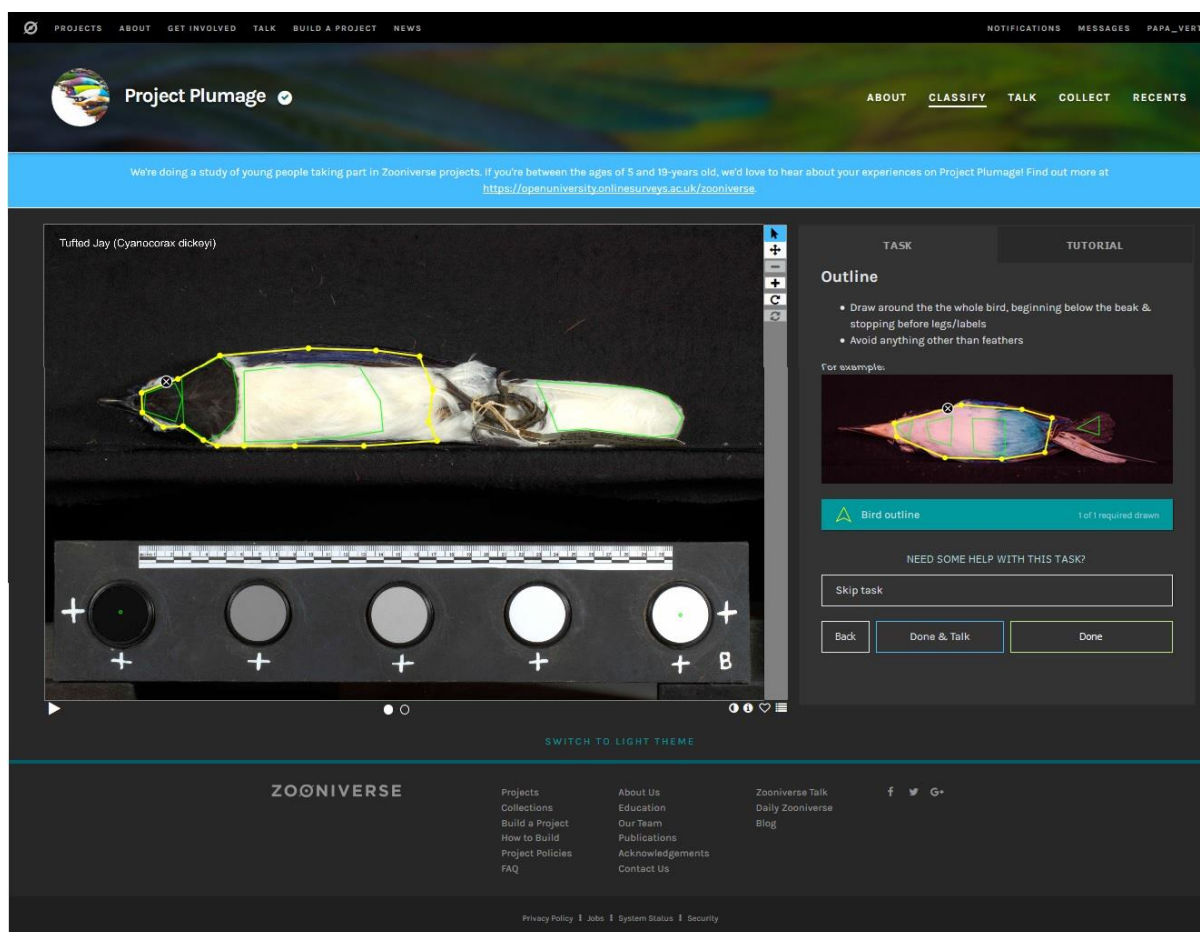 PROJECTS ABOUT GET INVOLVED TALK BUILD A PROJECT NEWS
NOTIFICATIONS MESSAGES PAPA_VERT
Project Plumage
ABOUT CLASSIFY TALK COLLECT RECENTS
We're doing a study of young people taking part in Zooniverse projects. If you're between the ages of 5 and 19-years old, we'd love to hear about your experiences on Project Plumage! Find out more at
https://openuniversity.onlinesurveys.ac.uk/zooniverse.
Tufted Jay (Cyanocorax dickeyi)
B
TASK TUTORIAL
Outline
Draw around the the whole bird, beginning below the beak &
stopping before legs/labels
Avoid anything other than feathers
For example:
Bird outline 1 of 1 required drawn
NEED SOME HELP WITH THIS TASK?
Skip task
Back Done & Talk Done
SWITCH TO LIGHT THEME
ZOONIVERSE
Projects
Collections
Build a Project
How to Build
Project Policies
FAQ
About Us
Education
Our Team
Publications
Acknowledgements
Contact Us
Zooniverse Talk
Daily Zooniverse
Blog
Privacy Policy Jobs System Status Security